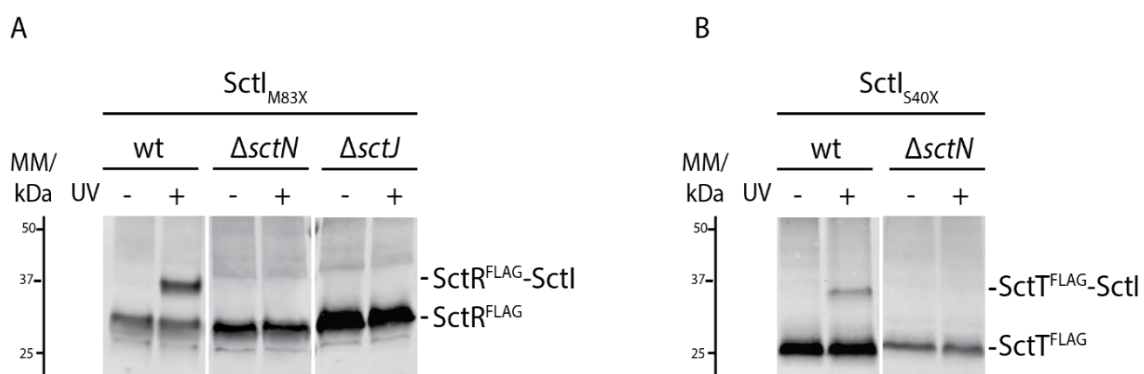 A
SctI_M83X
wt ΔsctN ΔsctJ
MM/
kDa UV - + - + - +
50-
37-
25-
-SctR^FLAG-SctI
-SctR^FLAG
B
SctI_S40X
wt ΔsctN
MM/
kDa UV - + - +
50-
37-
25-
-SctT^FLAG-SctI
-SctT^FLAG